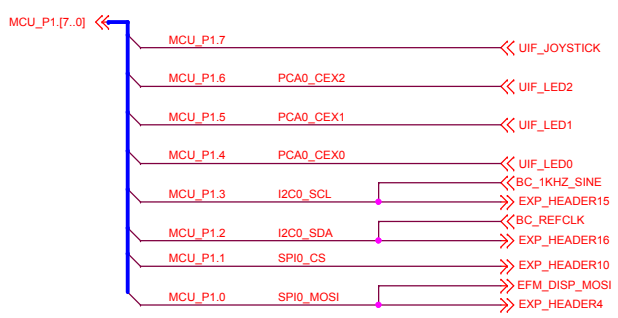 MCU_P1.[7..0]
MCU_P1.7 UIF_JOYSTICK
MCU_P1.6 PCA0_CEX2 UIF_LED2
MCU_P1.5 PCA0_CEX1 UIF_LED1
MCU_P1.4 PCA0_CEX0 UIF_LED0
BC_1KHZ_SINE
MCU_P1.3 I2C0_SCL EXP_HEADER15
BC_REFCLK
MCU_P1.2 I2C0_SDA EXP_HEADER16
MCU_P1.1 SPI0_CS EXP_HEADER10
EFM_DISP_MOSI
MCU_P1.0 SPI0_MOSI EXP_HEADER4